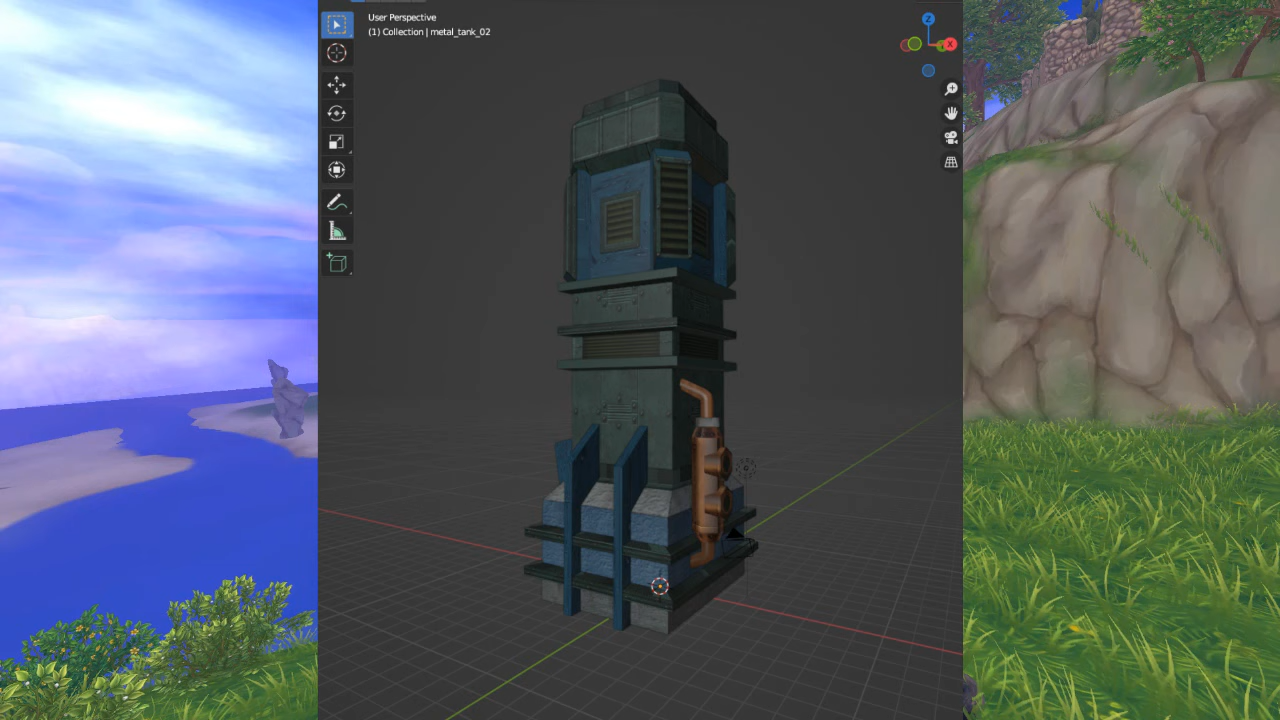 User Perspective
(1) Collection | metal_tank_02
Z
X
Y